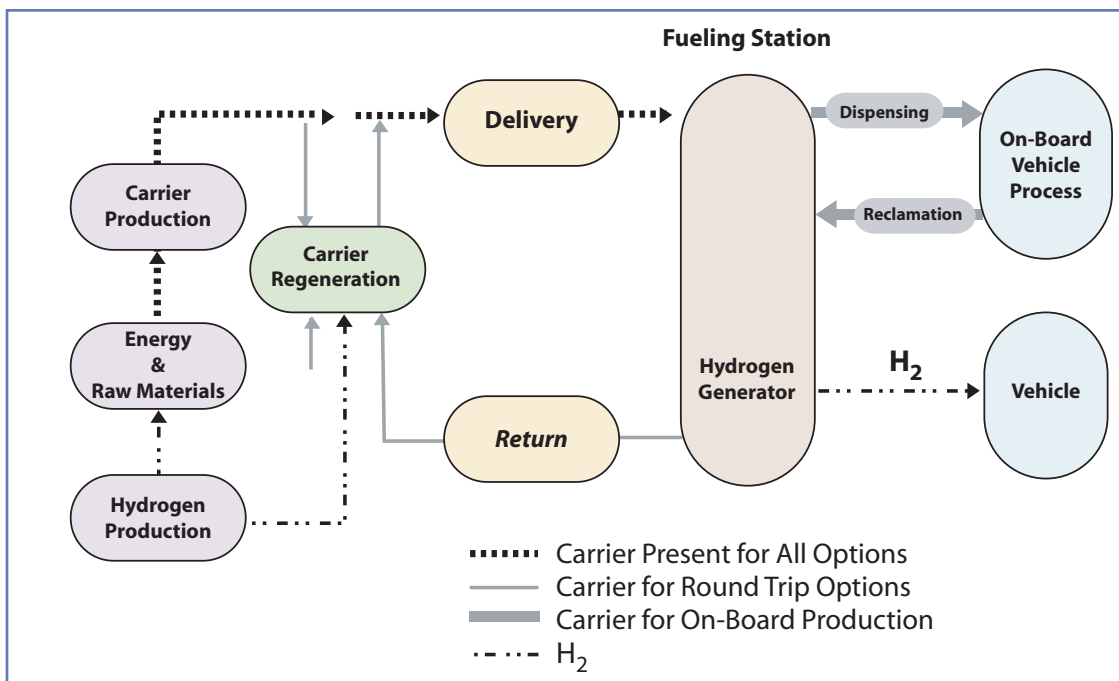 Fueling Station
Delivery
Dispensing
On-Board
Vehicle
Process
Carrier
Production
Reclamation
Carrier
Regeneration
Energy
&
Raw Materials
Hydrogen
Generator
H₂
Vehicle
Return
Hydrogen
Production
Carrier Present for All Options
Carrier for Round Trip Options
Carrier for On-Board Production
H₂